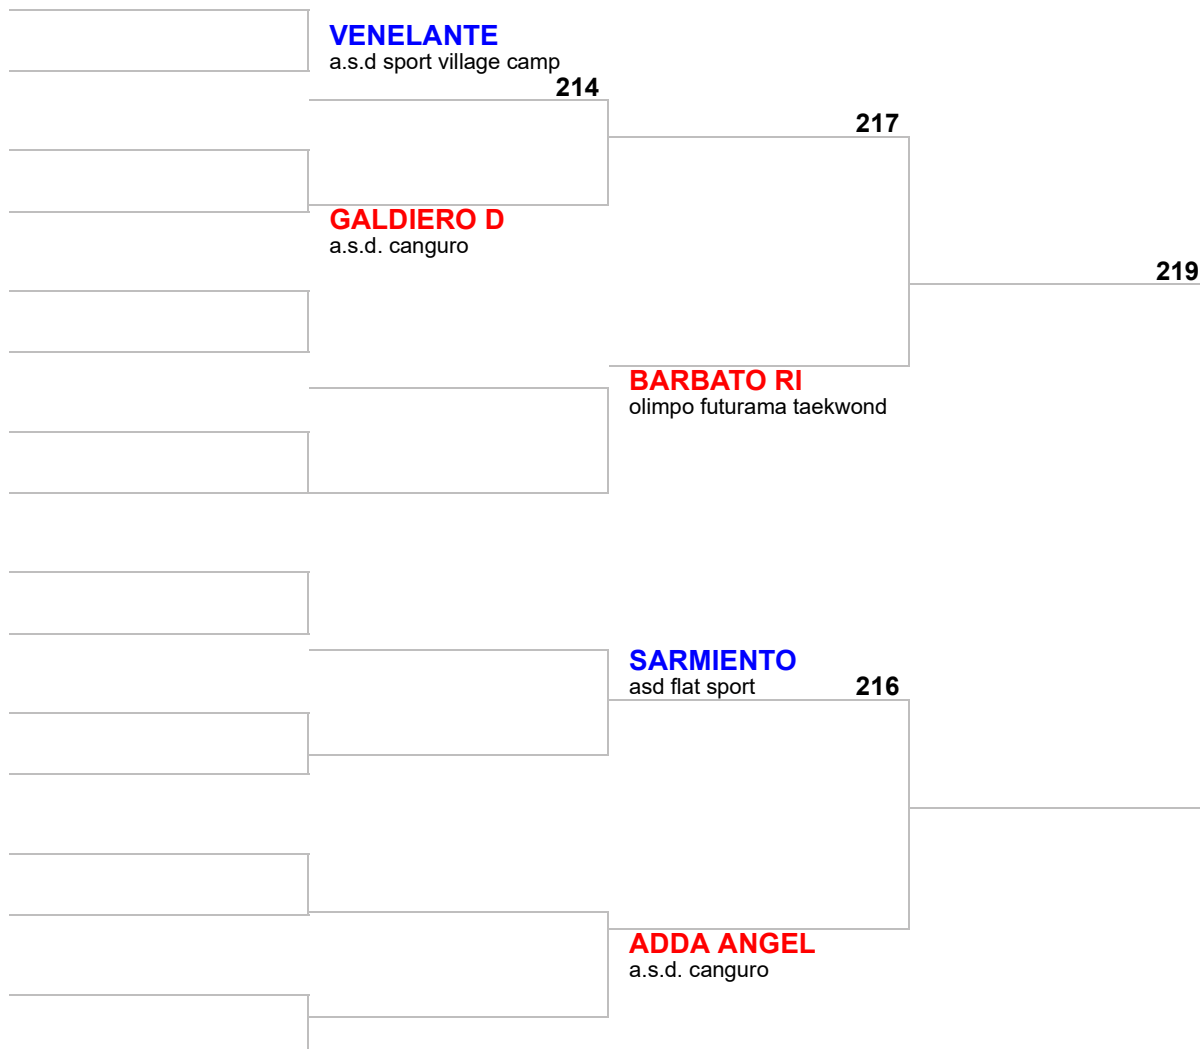 VENELANTE
a.s.d sport village camp
214
217
GALDIERO D
a.s.d. canguro
219
BARBATO RI
olimpo futurama taekwond
SARMIENTO
asd flat sport
216
ADDA ANGEL
a.s.d. canguro